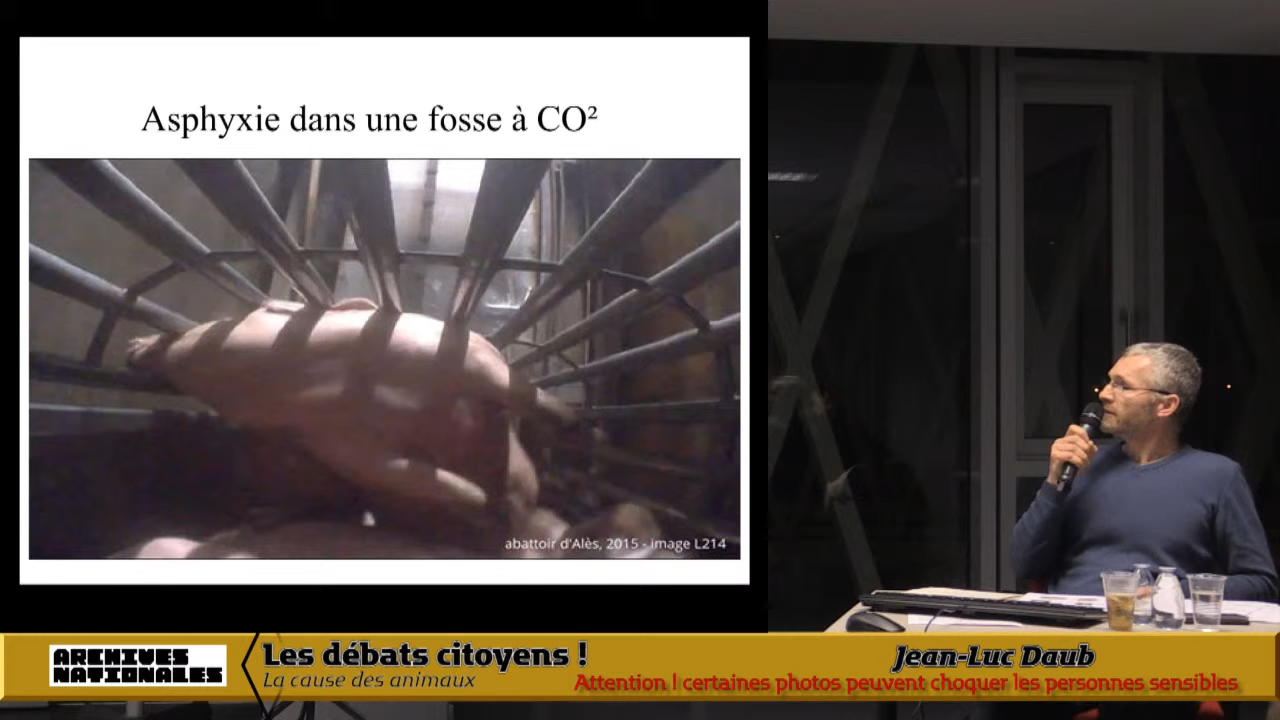 Asphyxie dans une fosse à CO²
abattoir d'Alès, 2015 - image L214
ARCHIVES
NATIONALES
Les débats citoyens !
La cause des animaux
Jean-Luc Daub
Attention ! certaines photos peuvent choquer les personnes sensibles